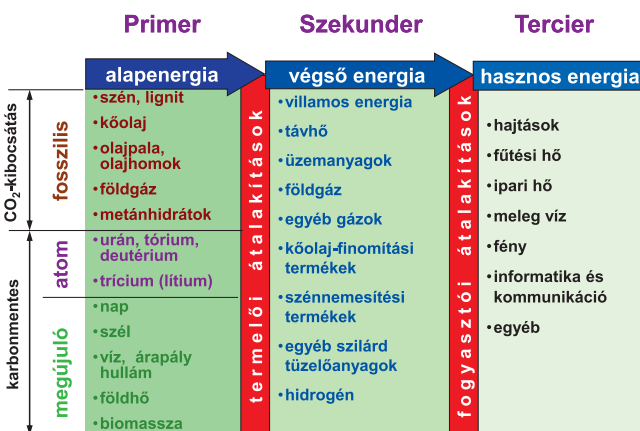 Primer
Szekunder
Tercier
alapenergia
végső energia
hasznos energia
CO₂-kibocsátás
karbonmentes
fosszilis
atom
megújuló
•szén, lignit
•kőolaj
•olajpala,
olajhomok
•földgáz
•metánhidrátok
•urán, tórium,
deutérium
•trícium (lítium)
•nap
•szél
•víz, árapály
hullám
•földhő
•biomassza
termelői átalakítások
•villamos energia
•távhő
•üzemanyagok
•földgáz
•egyéb gázok
•kőolaj-finomítási
termékek
•szénnemesítési
termékek
•egyéb szilárd
tüzelőanyagok
•hidrogén
fogyasztói átalakítások
•hajtások
•fűtési hő
•ipari hő
•meleg víz
•fény
•informatika és
kommunikáció
•egyéb